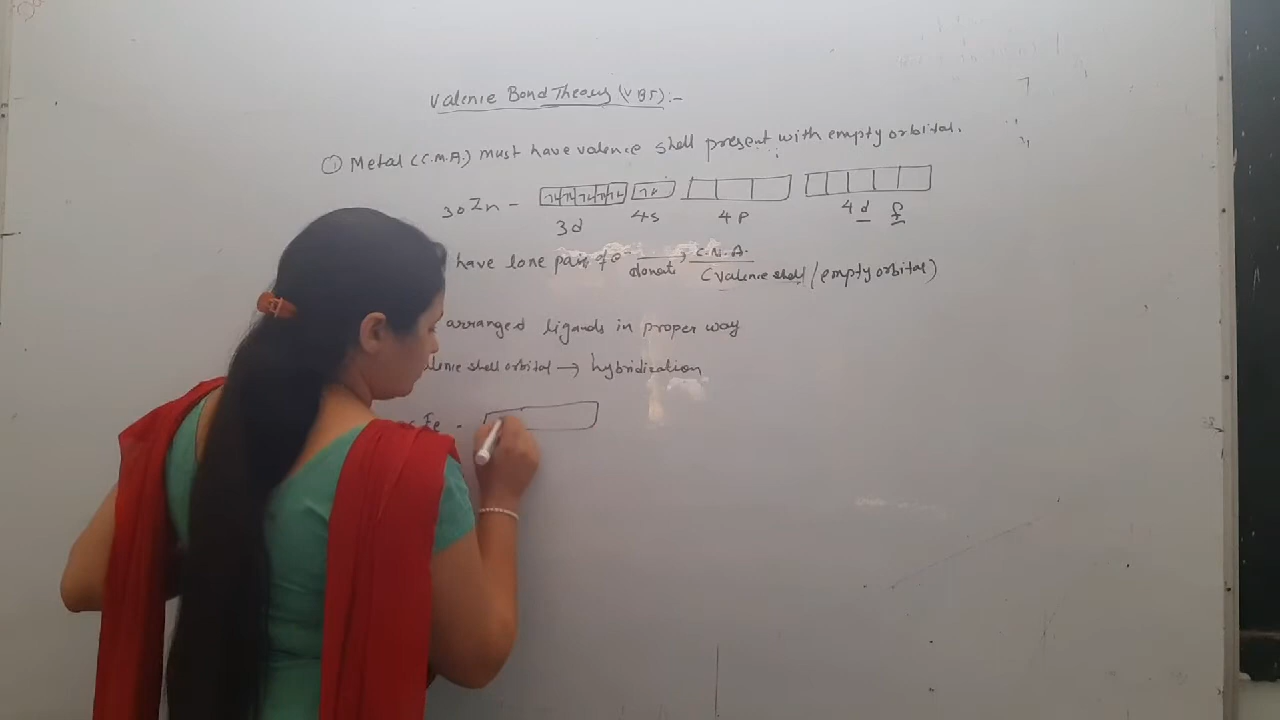 Valence Bond Theory (VBT):-
① Metal (C.M.A.) must have valence shell present with empty orbital.
30Zn -
3d 4s 4p 4d f
have lone pair of e- donate → C.M.A.
(Valence shell / empty orbital)
arranged ligands in proper way
shell orbital → hybridization
Fe -